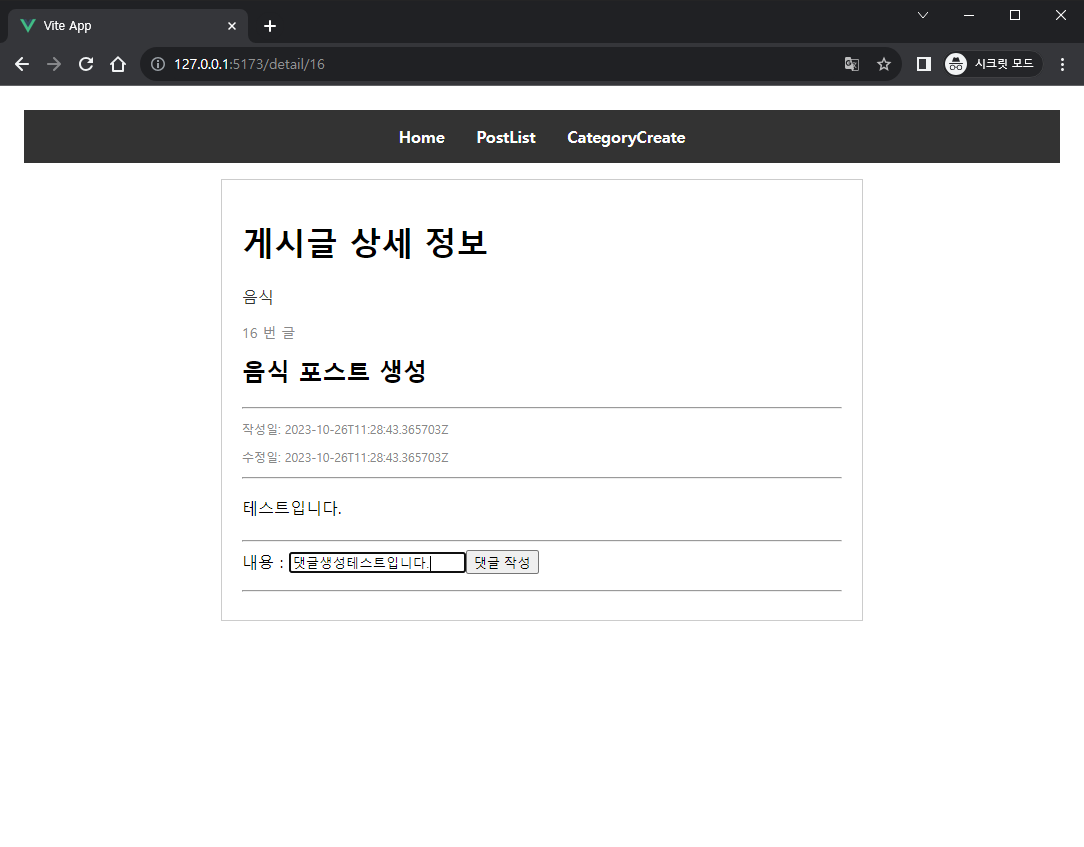 Vite App
127.0.0.1:5173/detail/16
시크릿 모드
Home PostList CategoryCreate
게시글 상세 정보
음식
16 번 글
음식 포스트 생성
작성일: 2023-10-26T11:28:43.365703Z
수정일: 2023-10-26T11:28:43.365703Z
테스트입니다.
내용 : 댓글생성테스트입니다. 댓글 작성